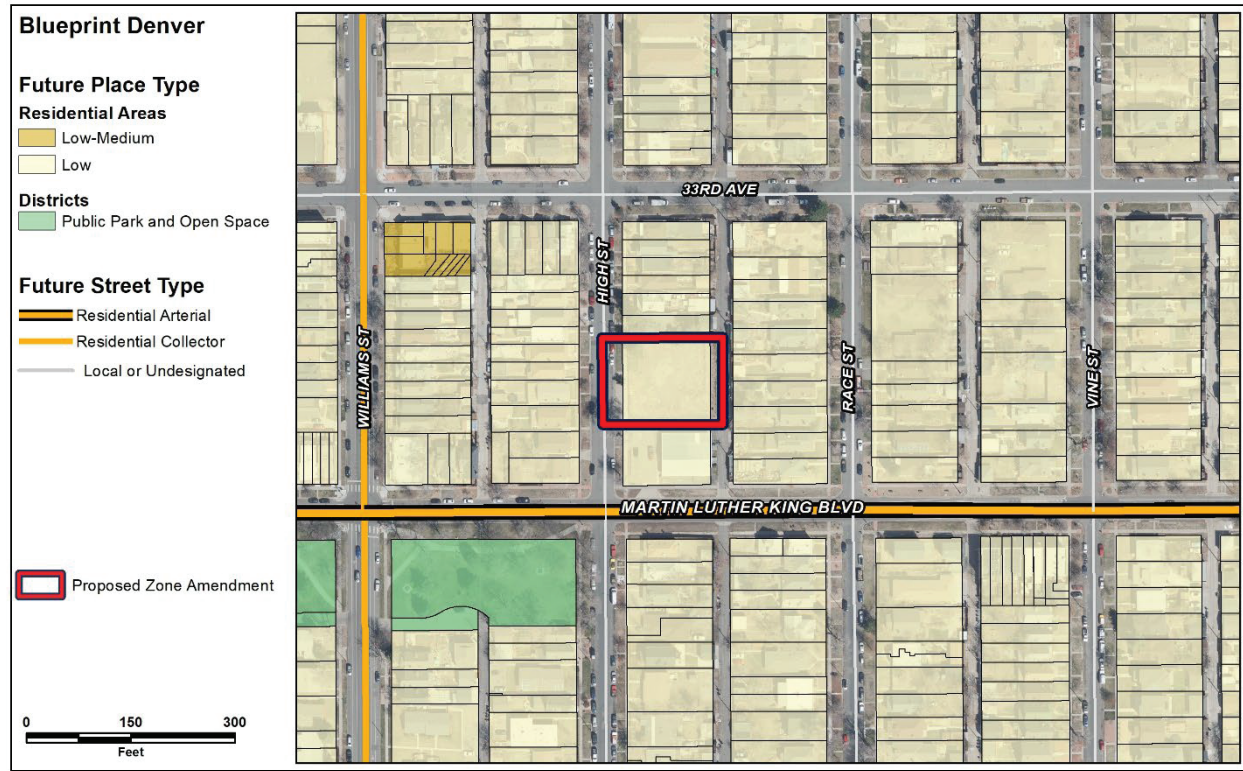 Blueprint Denver
Future Place Type
Residential Areas
Low-Medium
Low
Districts
Public Park and Open Space
Future Street Type
Residential Arterial
Residential Collector
Local or Undesignated
Proposed Zone Amendment
0 150 300
Feet
33RD AVE
HIGH ST
WILLIAMS ST
RACE ST
VINE ST
MARTIN LUTHER KING BLVD